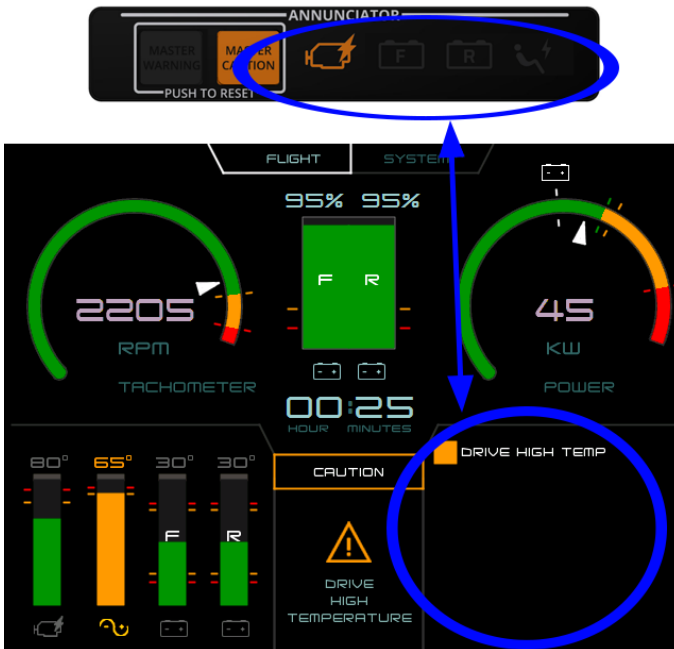 ANNUNCIATOR
MASTER WARNING
MASTER CAUTION
F
R
PUSH TO RESET
FLIGHT
SYSTEM
95% 95%
F R
2205
RPM
TACHOMETER
45
KW
POWER
00:25
HOUR MINUTES
80° 65° 30° 30°
F R
CAUTION
DRIVE
HIGH
TEMPERATURE
DRIVE HIGH TEMP